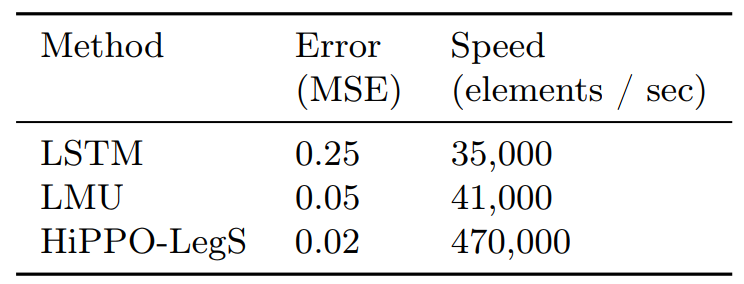 Method Error Speed
(MSE) (elements / sec)
LSTM 0.25 35,000
LMU 0.05 41,000
HiPPO-LegS 0.02 470,000